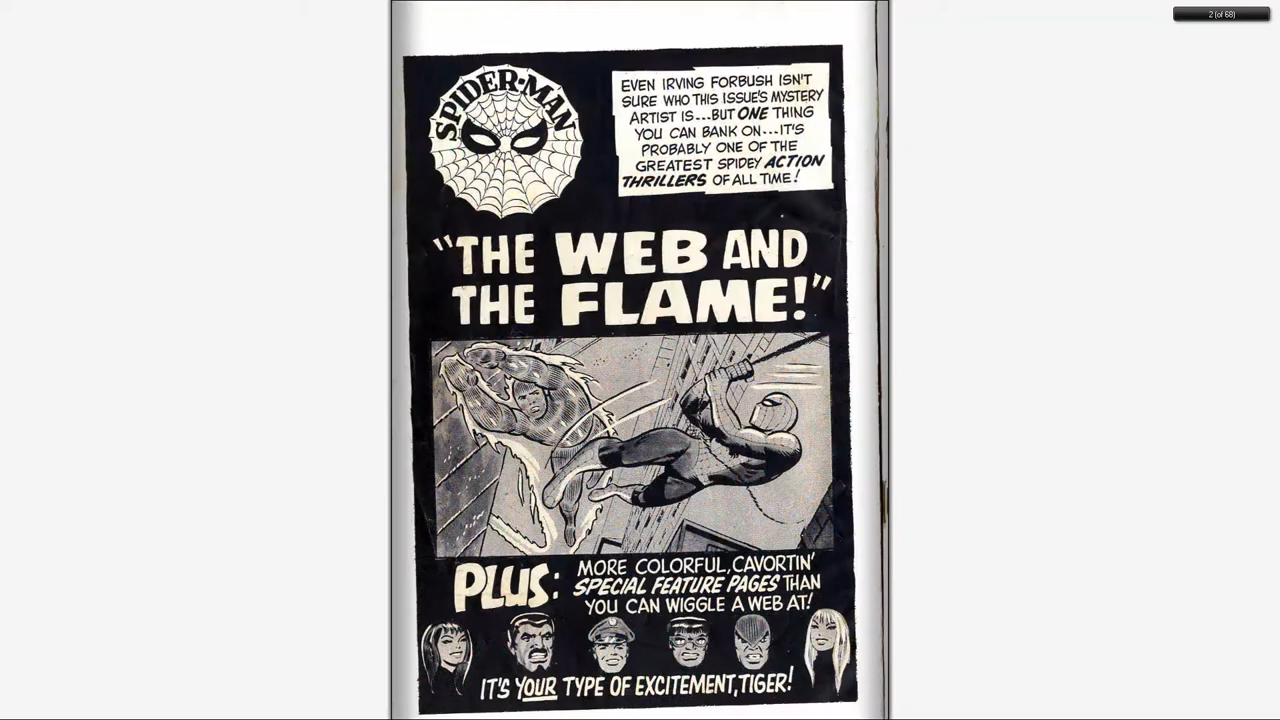 2 (of 68)
SPIDER-MAN
EVEN IRVING FORBUSH ISN'T
SURE WHO THIS ISSUE'S MYSTERY
ARTIST IS...BUT ONE THING
YOU CAN BANK ON...IT'S
PROBABLY ONE OF THE
GREATEST SPIDEY ACTION
THRILLERS OF ALL TIME!
"THE WEB AND
THE FLAME!"
PLUS: MORE COLORFUL, CAVORTIN'
SPECIAL FEATURE PAGES THAN
YOU CAN WIGGLE A WEB AT!
IT'S YOUR TYPE OF EXCITEMENT, TIGER!